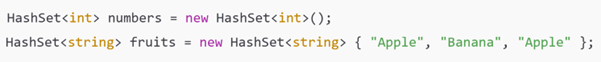 HashSet<int> numbers = new HashSet<int>();
HashSet<string> fruits = new HashSet<string> { "Apple", "Banana", "Apple" };